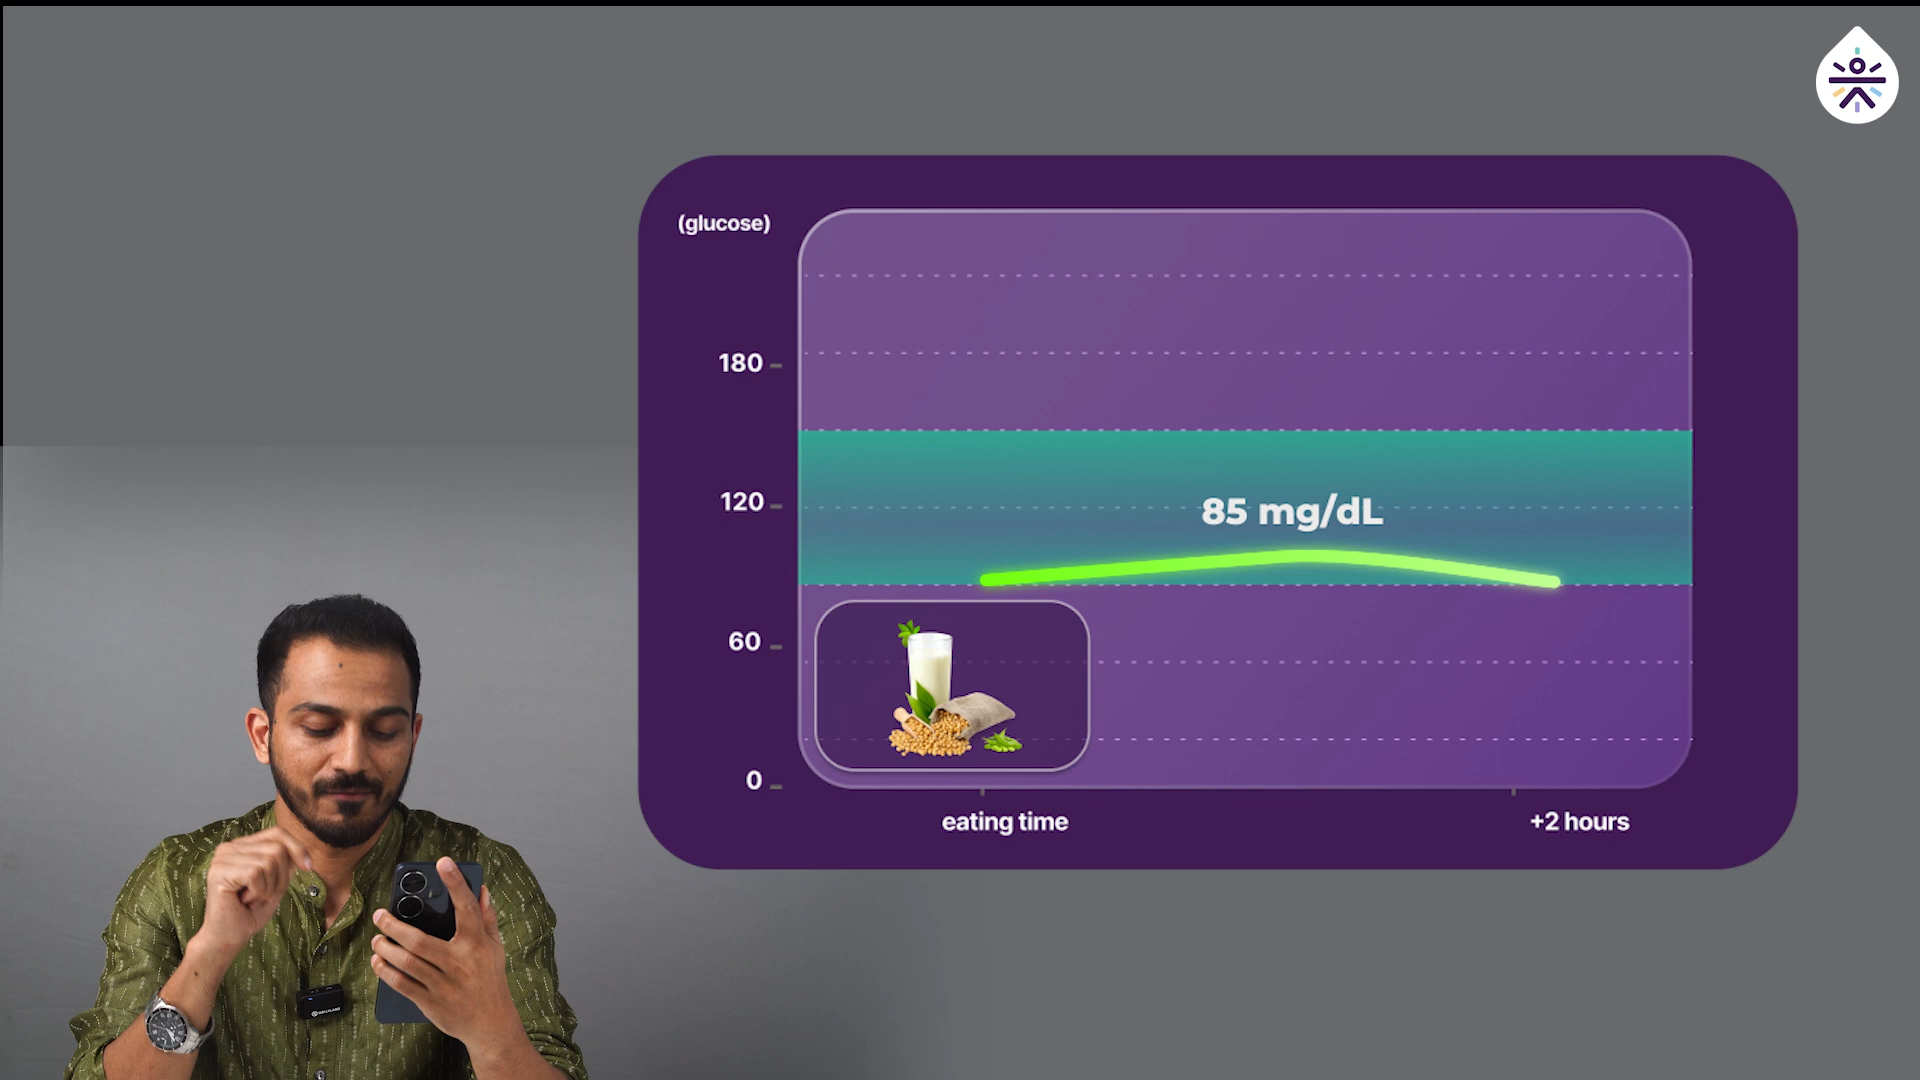 (glucose)
180
120
85 mg/dL
60
0
eating time
+2 hours